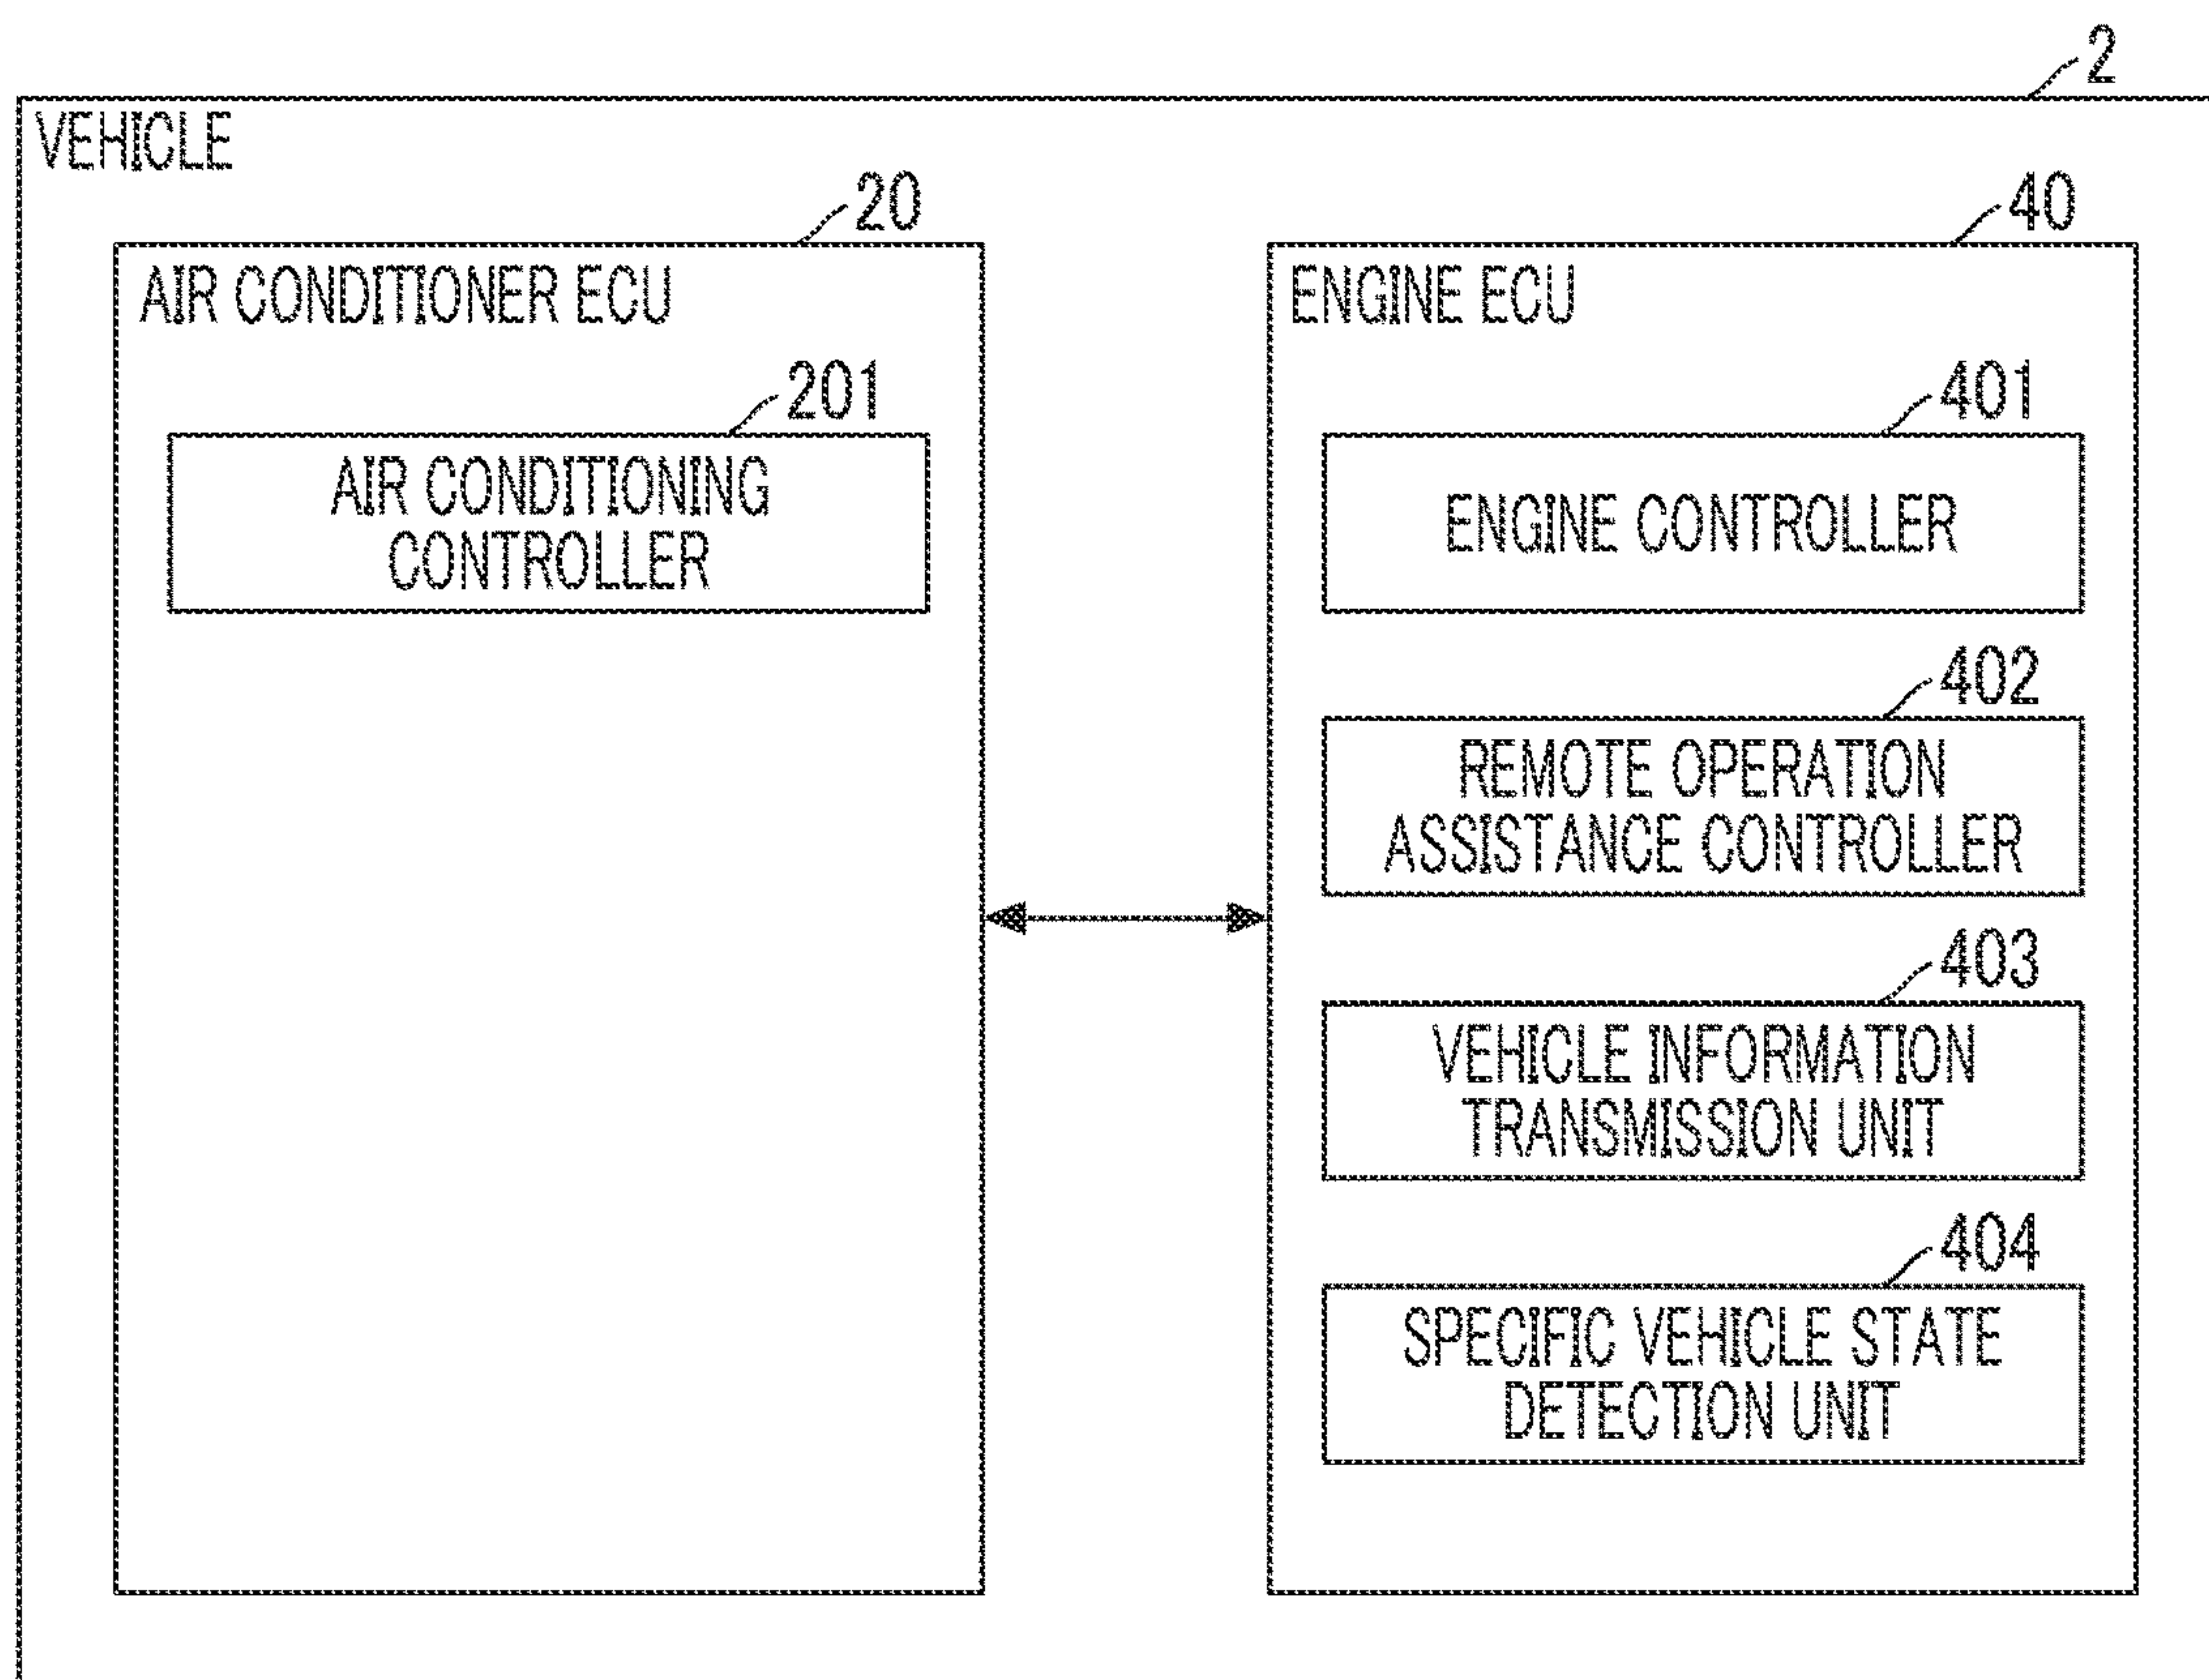 2
VEHICLE
20
AIR CONDITIONER ECU
201
AIR CONDITIONING
CONTROLLER
40
ENGINE ECU
401
ENGINE CONTROLLER
402
REMOTE OPERATION
ASSISTANCE CONTROLLER
403
VEHICLE INFORMATION
TRANSMISSION UNIT
404
SPECIFIC VEHICLE STATE
DETECTION UNIT